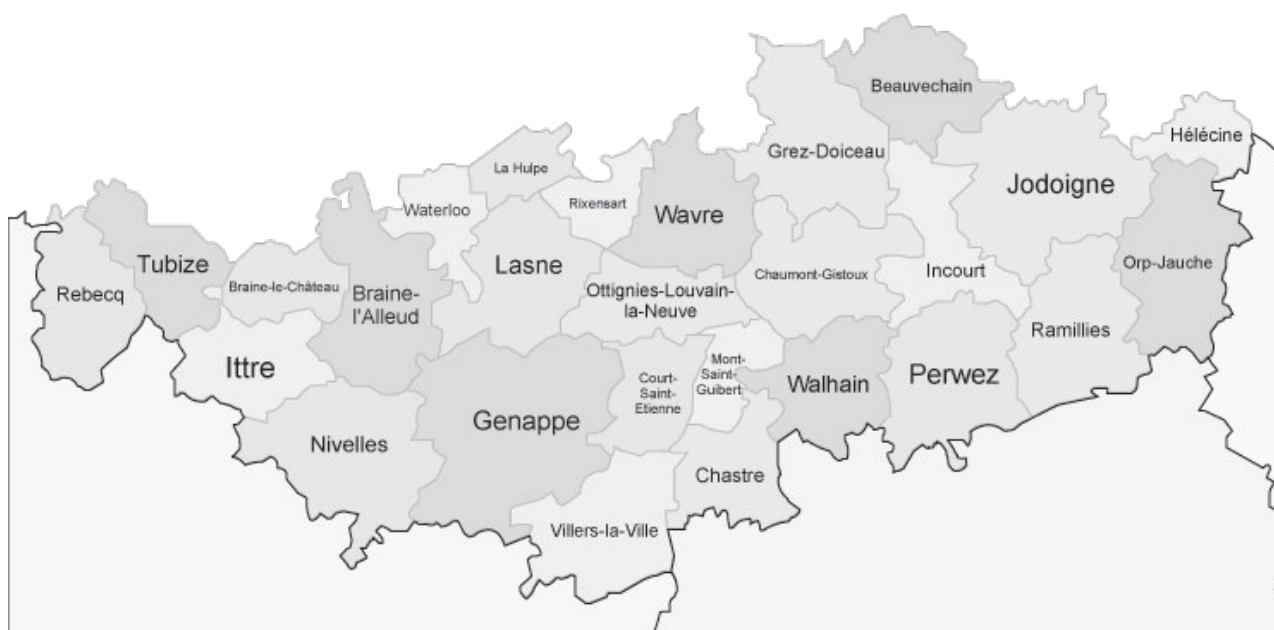 Beauvechain
Hélécine
Grez-Doiceau
La Hulpe
Jodoigne
Rixensart
Waterloo
Wavre
Tubize
Lasne
Orp-Jauche
Incourt
Chaumont-Gistoux
Braine-le-Château
Rebecq
Braine-
l'Alleud
Ottignies-Louvain-
la-Neuve
Ramillies
Ittre
Mont-
Saint-
Guibert
Walhain
Perwez
Court-
Saint-
Etienne
Genappe
Nivelles
Chastre
Villers-la-Ville